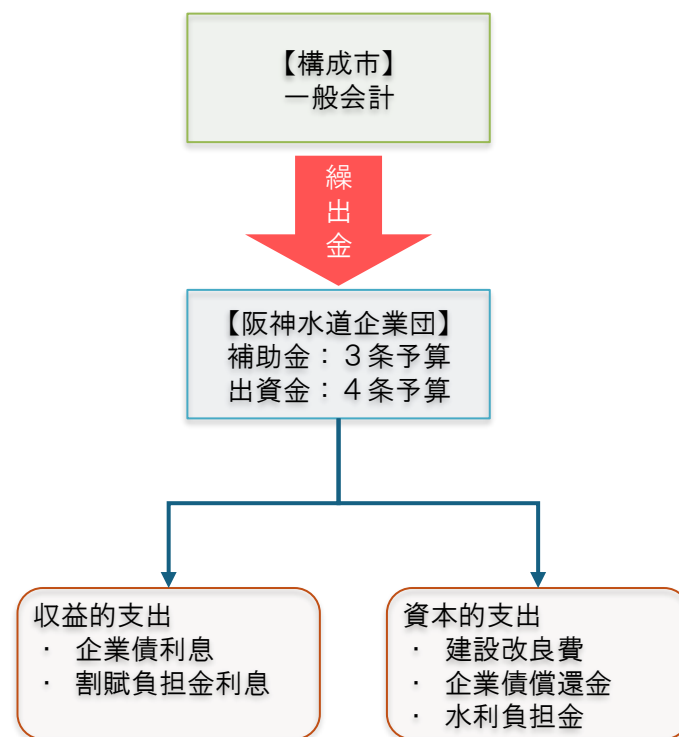 【構成市】
一般会計
繰出金
【阪神水道企業団】
補助金：３条予算
出資金：４条予算
収益的支出
・ 企業債利息
・ 割賦負担金利息
資本的支出
・ 建設改良費
・ 企業債償還金
・ 水利負担金